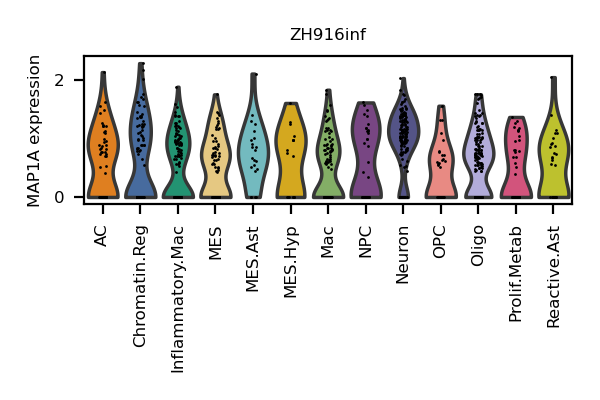 ZH916inf
MAP1A expression
2
0
AC
Chromatin.Reg
Inflammatory.Mac
MES
MES.Ast
MES.Hyp
Mac
NPC
Neuron
OPC
Oligo
Prolif.Metab
Reactive.Ast